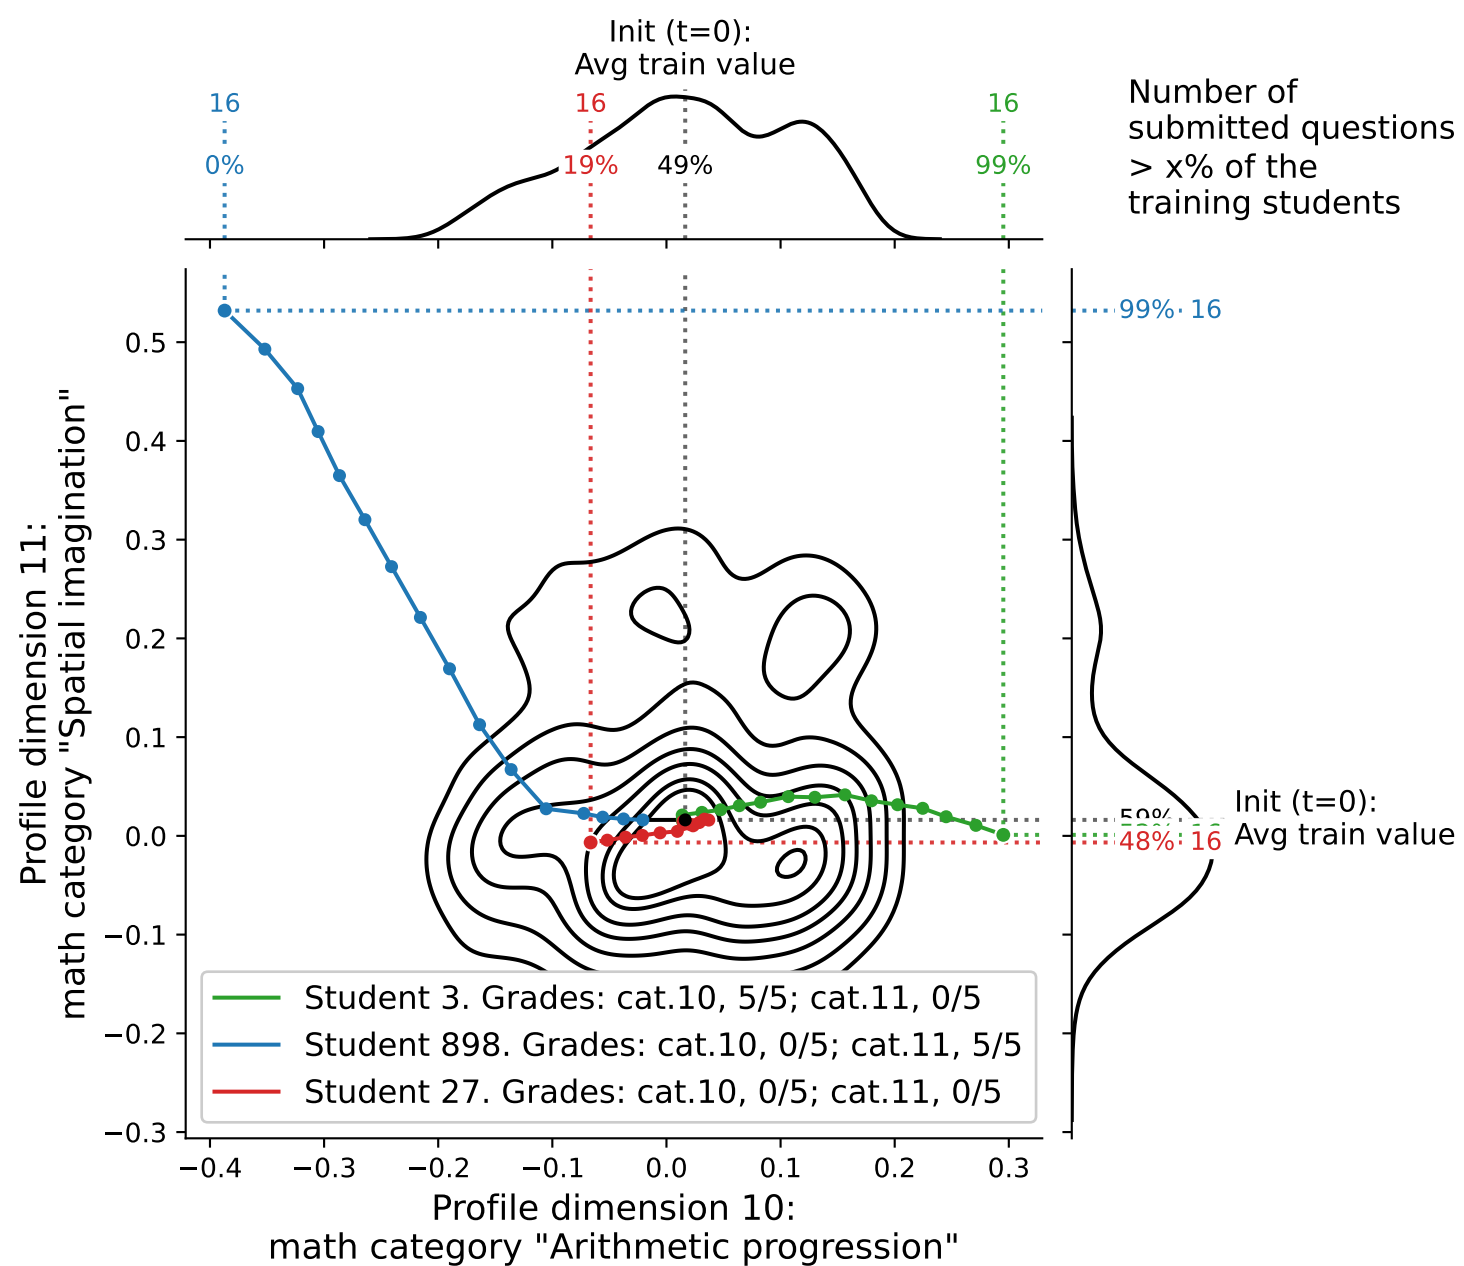 Init (t=0):
Avg train value
16
16
16
0%
19%
49%
99%
Number of
submitted questions
> x% of the
training students
99%
16
59%
48%
16
Init (t=0):
Avg train value
Profile dimension 11:
math category "Spatial imagination"
0.5
0.4
0.3
0.2
0.1
0.0
−0.1
−0.2
−0.3
Student 3. Grades: cat.10, 5/5; cat.11, 0/5
Student 898. Grades: cat.10, 0/5; cat.11, 5/5
Student 27. Grades: cat.10, 0/5; cat.11, 0/5
−0.4
−0.3
−0.2
−0.1
0.0
0.1
0.2
0.3
Profile dimension 10:
math category "Arithmetic progression"